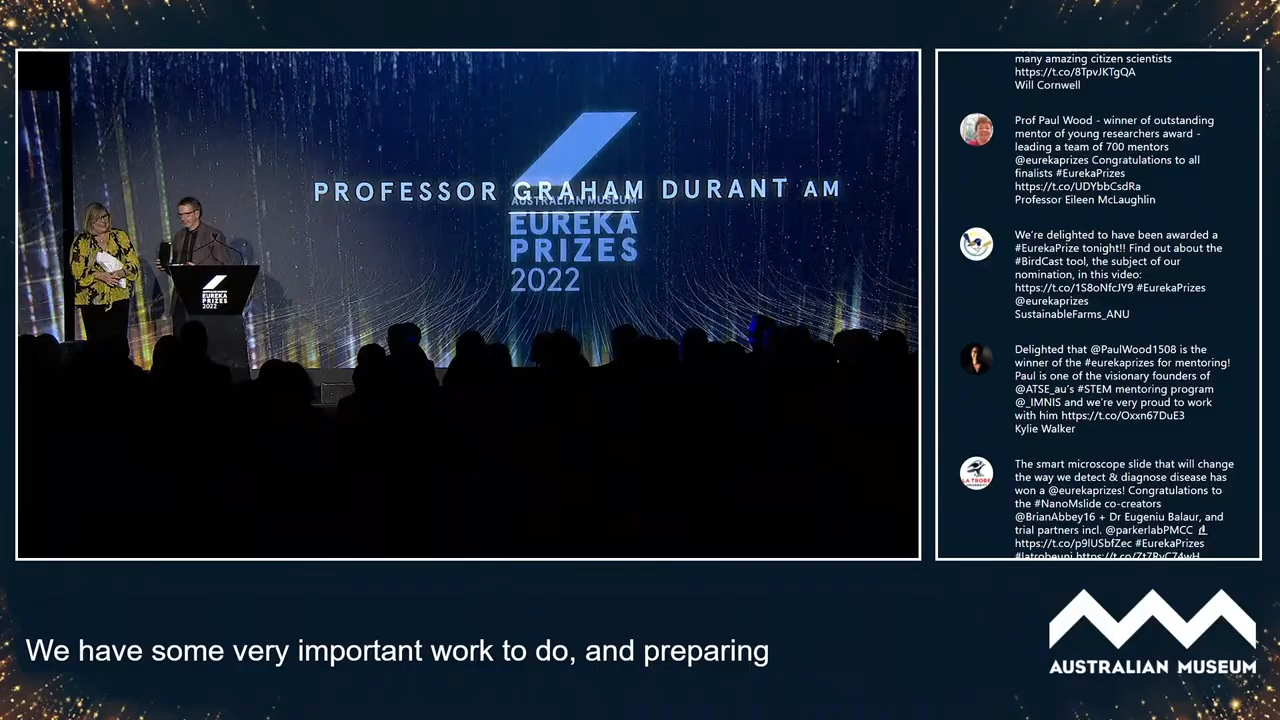 PROFESSOR GRAHAM DURANT AM
AUSTRALIAN MUSEUM
EUREKA
PRIZES
2022
EUREKA
PRIZES
2022
many amazing citizen scientists
https://t.co/8TpvJKTgQA
Will Cornwell
Prof Paul Wood - winner of outstanding
mentor of young researchers award -
leading a team of 700 mentors
@eurekaprizes Congratulations to all
finalists #EurekaPrizes
https://t.co/UDYbbCsdRa
Professor Eileen McLaughlin
We're delighted to have been awarded a
#EurekaPrize tonight!! Find out about the
#BirdCast tool, the subject of our
nomination, in this video:
https://t.co/1S8oNfcJY9 #EurekaPrizes
@eurekaprizes
SustainableFarms_ANU
Delighted that @PaulWood1508 is the
winner of the #eurekaprizes for mentoring!
Paul is one of the visionary founders of
@ATSE_au's #STEM mentoring program
@_IMNIS and we're very proud to work
with him https://t.co/Oxxn67DuE3
Kylie Walker
LA TROBE
The smart microscope slide that will change
the way we detect & diagnose disease has
won a @eurekaprizes! Congratulations to
the #NanoMslide co-creators
@BrianAbbey16 + Dr Eugeniu Balaur, and
trial partners incl. @parkerlabPMCC 🔬
https://t.co/p9IUSbfZec #EurekaPrizes
#latrobeuni https://t.co/Zt7RvC74wH
We have some very important work to do, and preparing
AUSTRALIAN MUSEUM